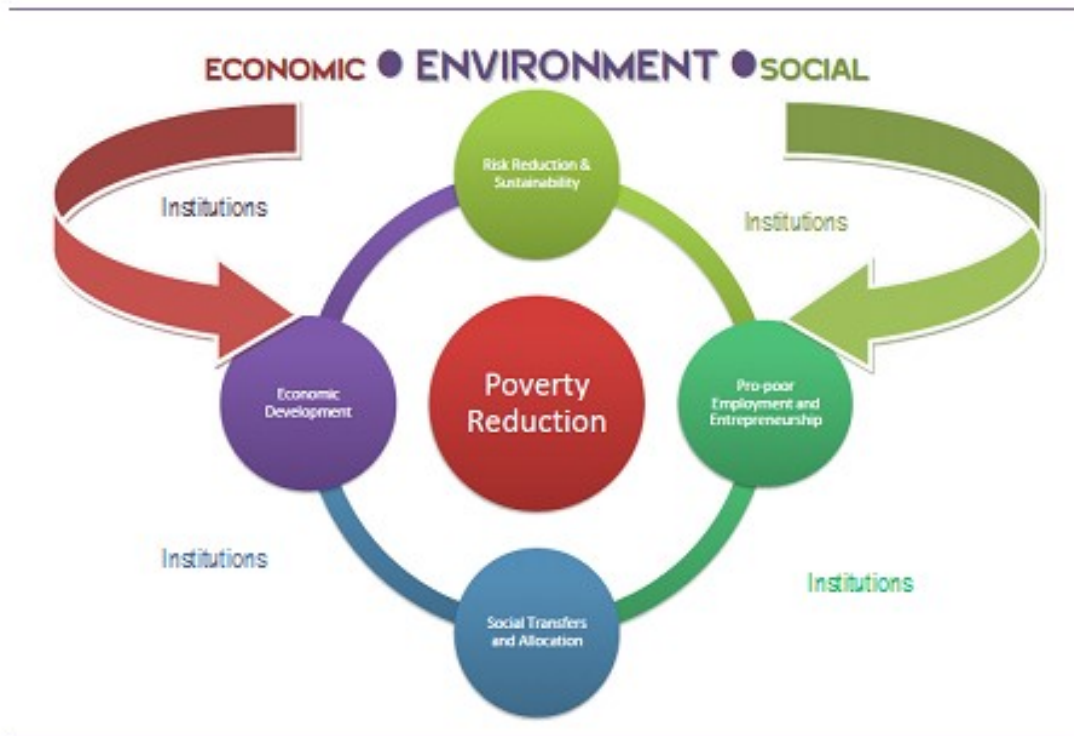 ECONOMIC ● ENVIRONMENT ● SOCIAL
Risk Reduction &
Sustainability
Institutions
Institutions
Economic
Development
Poverty
Reduction
Pro-poor
Employment and
Entrepreneurship
Institutions
Institutions
Social Transfers
and Allocation